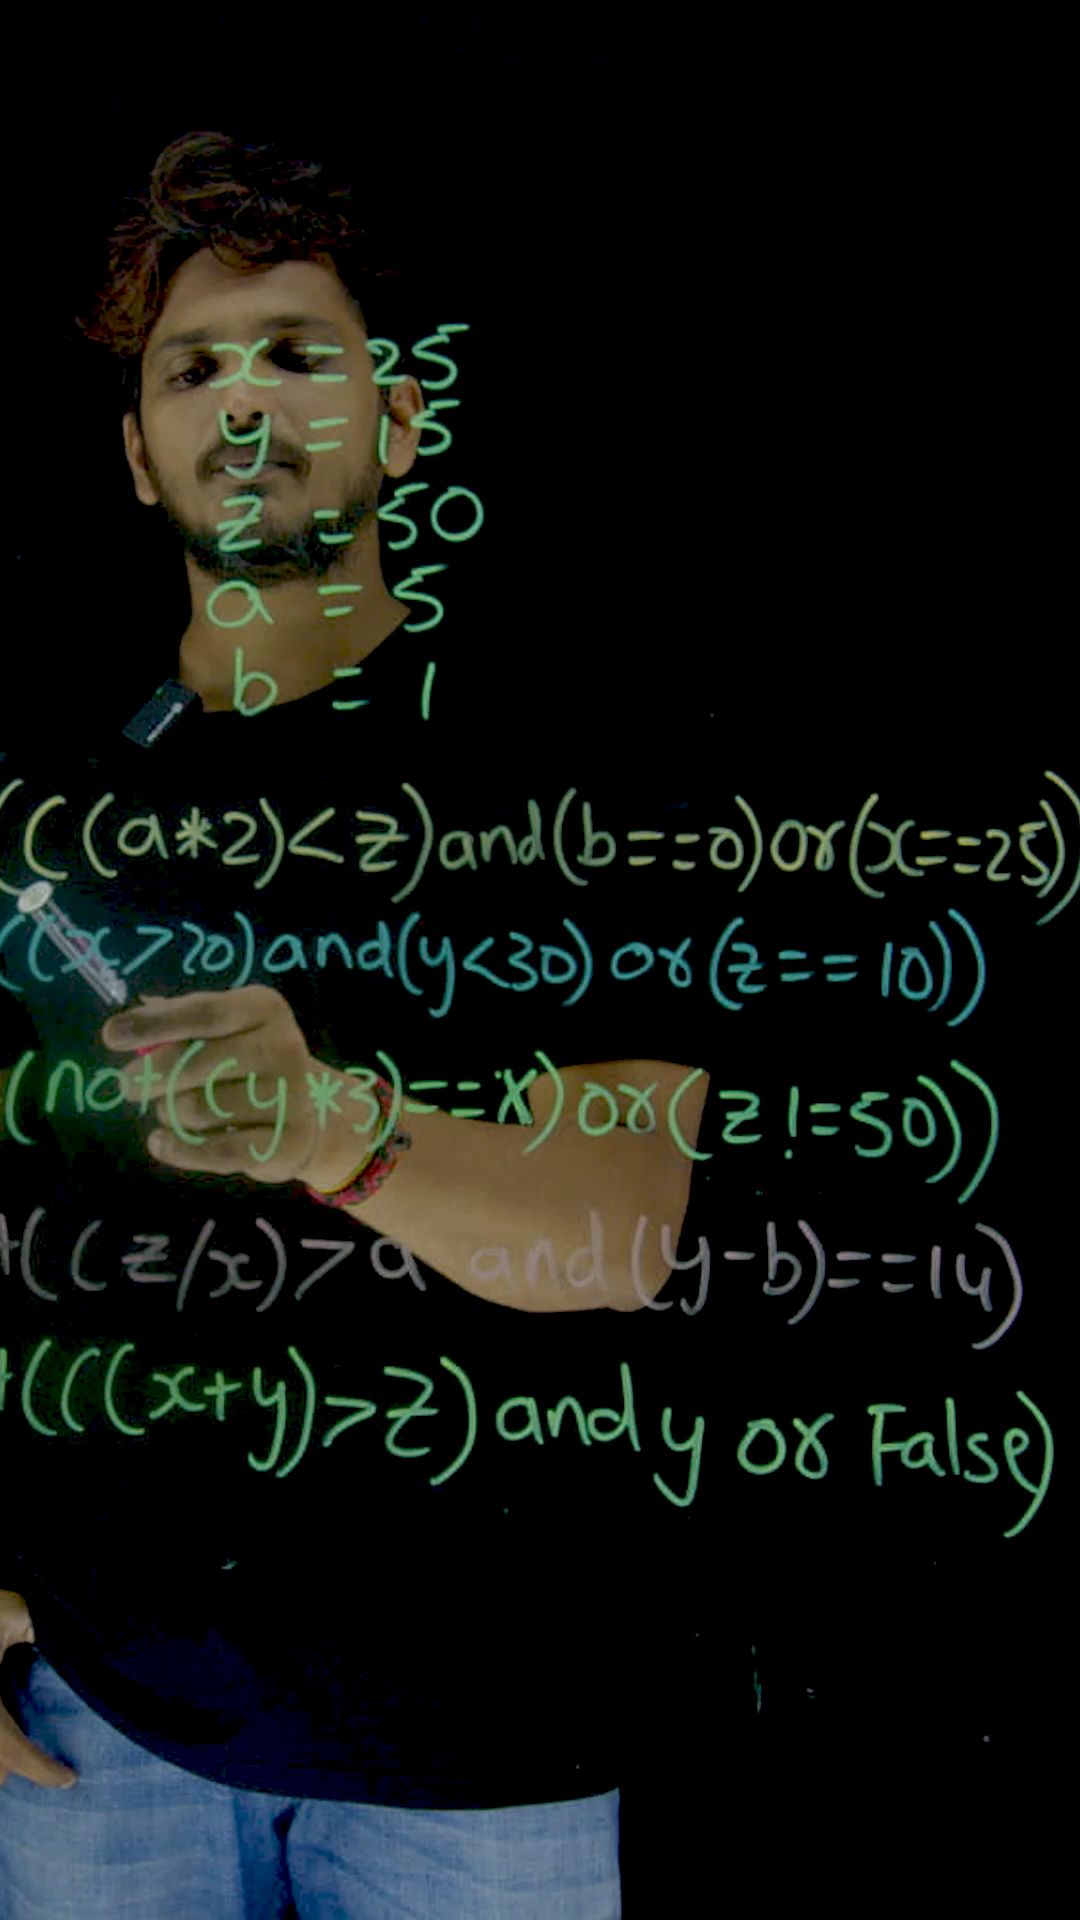 x = 25
y = 15
z = 50
a = 5
b = 1
(((a*2)<z)and(b==0)or(x==25))
((x>20)and(y<30)or(z==10))
(not((y*3)==x)or(z!=50))
t((z/x)>a and(y-b)==14)
t(((x+y)>z)and y or False)